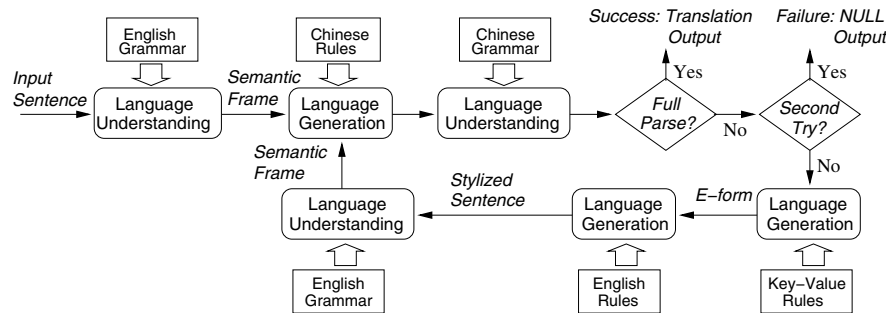 English
Grammar
Chinese
Rules
Chinese
Grammar
Success: Translation
Output
Failure: NULL
Output
Input
Sentence
Language
Understanding
Semantic
Frame
Language
Generation
Language
Understanding
Full
Parse?
Yes
No
Second
Try?
Yes
No
Semantic
Frame
Language
Understanding
Stylized
Sentence
Language
Generation
E-form
Language
Generation
English
Grammar
English
Rules
Key-Value
Rules